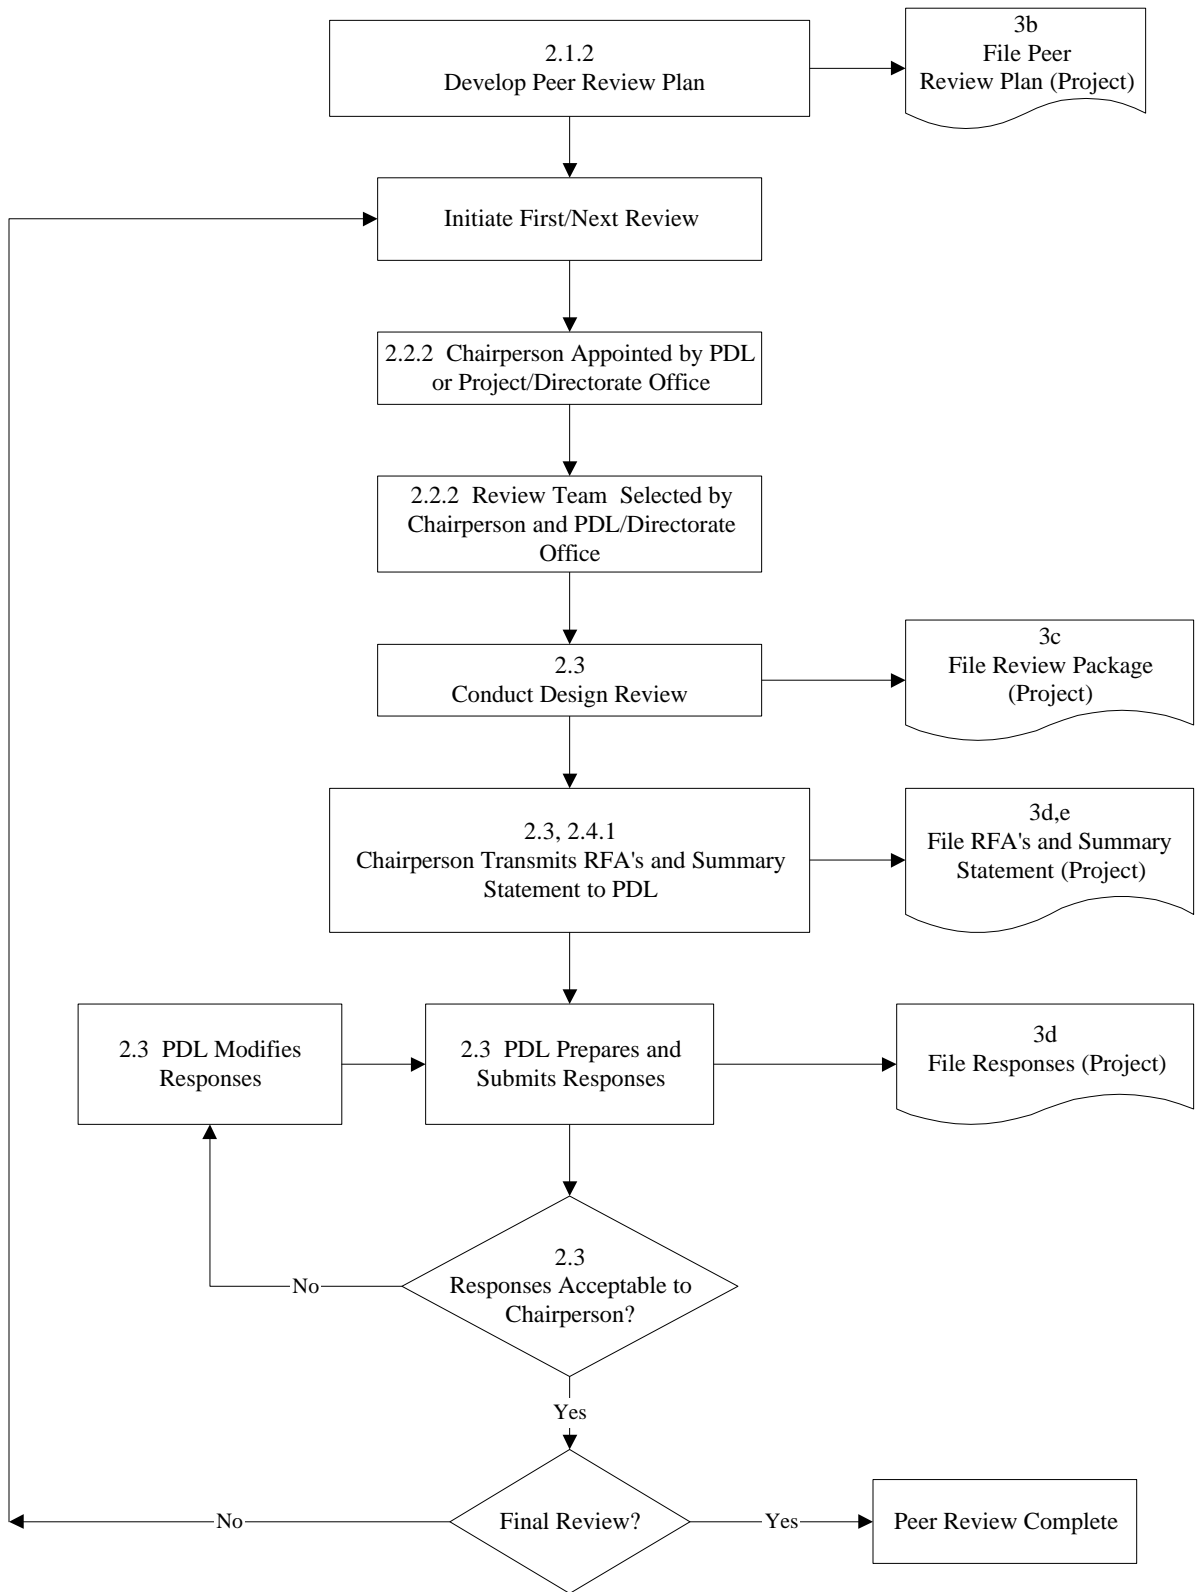 2.1.2
Develop Peer Review Plan
3b
File Peer
Review Plan (Project)
Initiate First/Next Review
2.2.2  Chairperson Appointed by PDL
or Project/Directorate Office
2.2.2  Review Team  Selected by
Chairperson and PDL/Directorate
Office
2.3
Conduct Design Review
3c
File Review Package
(Project)
2.3, 2.4.1
Chairperson Transmits RFA's and Summary
Statement to PDL
3d,e
File RFA's and Summary
Statement (Project)
2.3  PDL Modifies
Responses
2.3  PDL Prepares and
Submits Responses
3d
File Responses (Project)
2.3
Responses Acceptable to
Chairperson?
No
Yes
No
Final Review?
Yes
Peer Review Complete